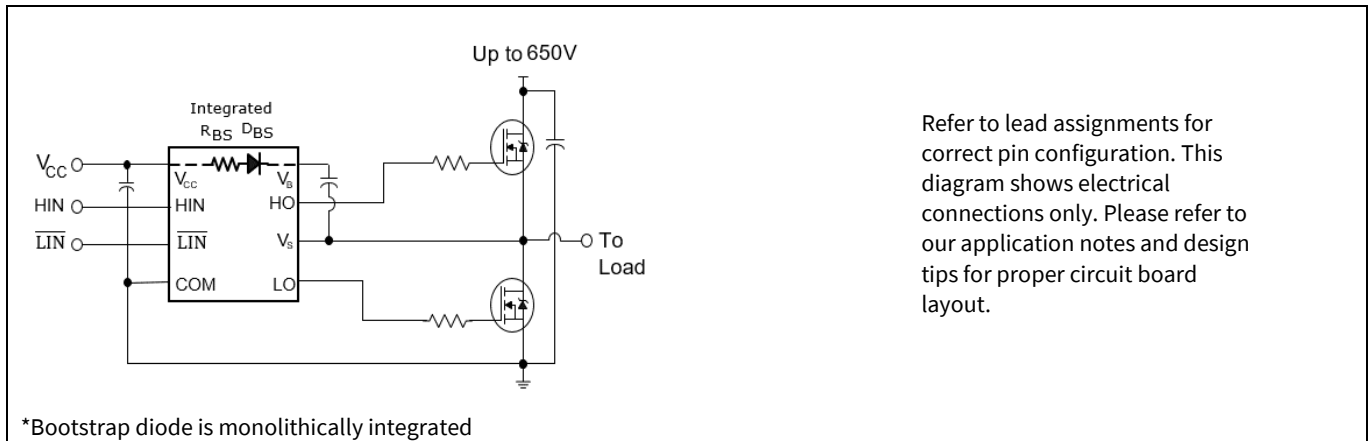 Up to 650V
Integrated
RBS DBS
VCC
VCC
VB
HIN
HIN
HO
LIN
LIN
VS
To
Load
COM
LO
Refer to lead assignments for
correct pin configuration. This
diagram shows electrical
connections only. Please refer to
our application notes and design
tips for proper circuit board
layout.
*Bootstrap diode is monolithically integrated